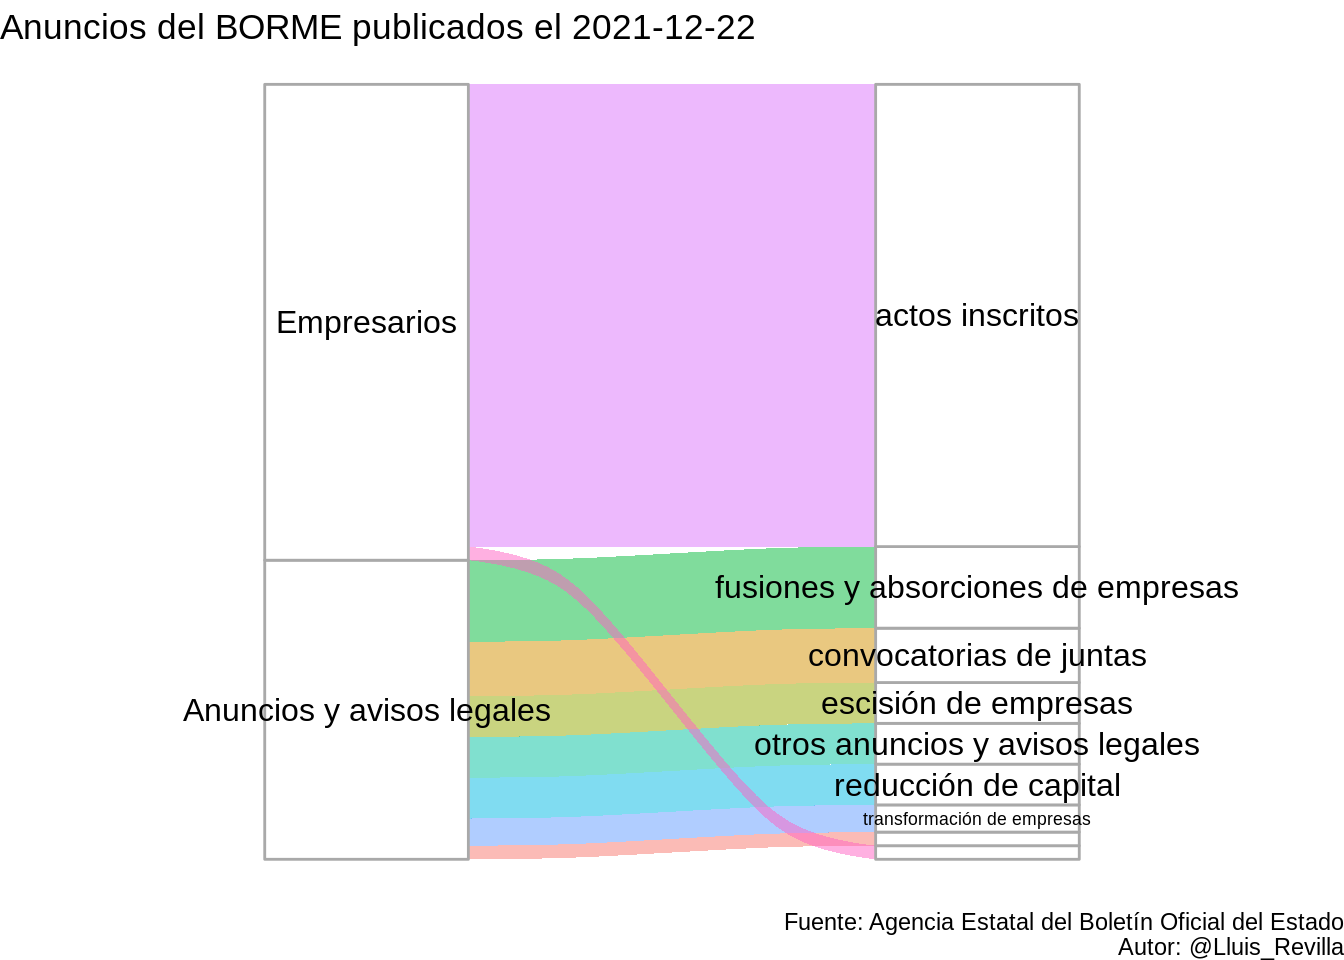 Anuncios del BORME publicados el 2021-12-22
Empresarios
actos inscritos
fusiones y absorciones de empresas
convocatorias de juntas
escisión de empresas
Anuncios y avisos legales
otros anuncios y avisos legales
reducción de capital
transformación de empresas
Fuente: Agencia Estatal del Boletín Oficial del Estado
Autor: @Lluis_Revilla